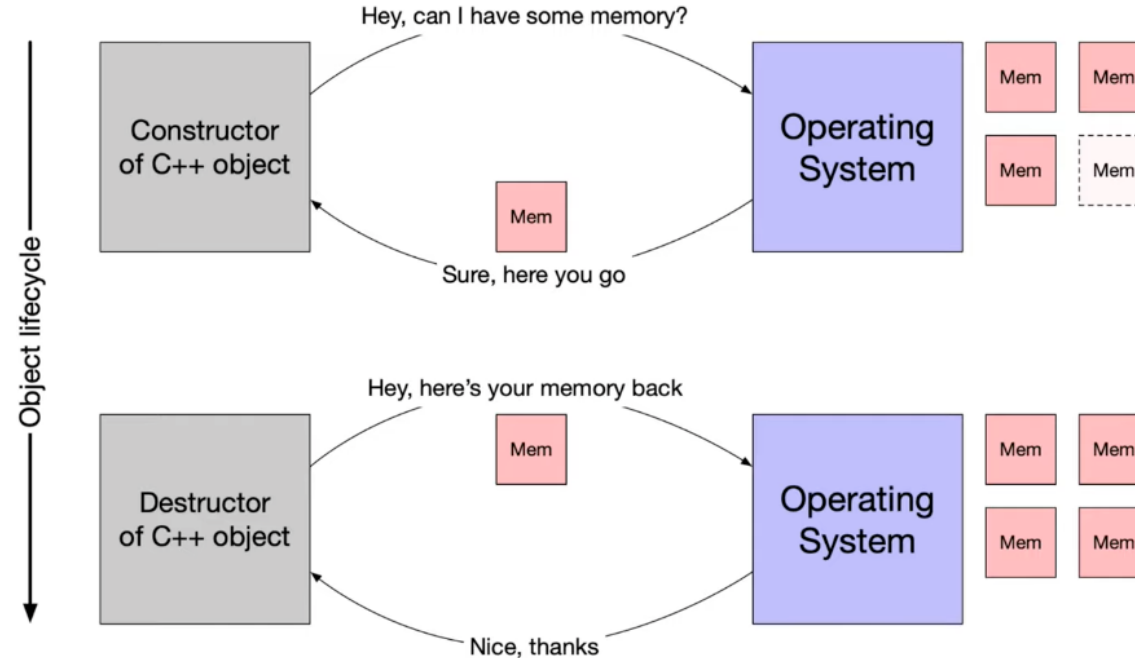 Hey, can I have some memory?
Constructor
of C++ object
Operating
System
Mem
Mem
Mem
Mem
Mem
Sure, here you go
Object lifecycle
Hey, here's your memory back
Destructor
of C++ object
Mem
Operating
System
Mem
Mem
Mem
Mem
Nice, thanks